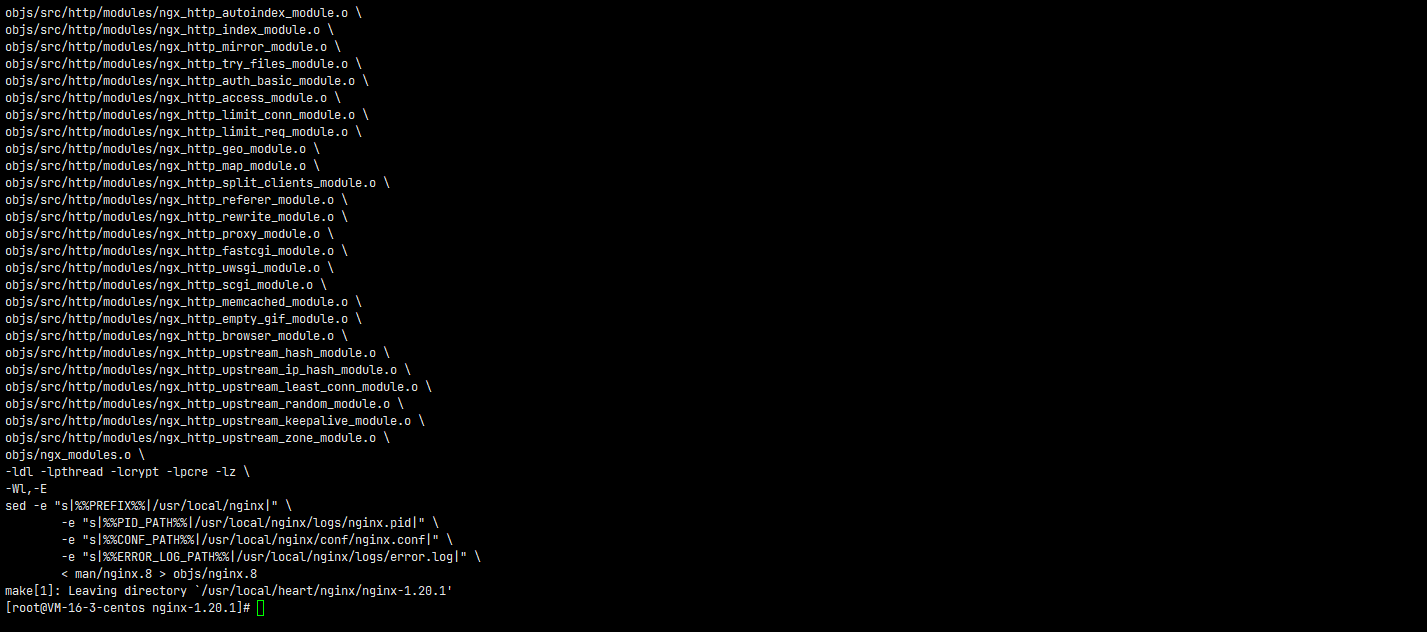 objs/src/http/modules/ngx_http_autoindex_module.o \
objs/src/http/modules/ngx_http_index_module.o \
objs/src/http/modules/ngx_http_mirror_module.o \
objs/src/http/modules/ngx_http_try_files_module.o \
objs/src/http/modules/ngx_http_auth_basic_module.o \
objs/src/http/modules/ngx_http_access_module.o \
objs/src/http/modules/ngx_http_limit_conn_module.o \
objs/src/http/modules/ngx_http_limit_req_module.o \
objs/src/http/modules/ngx_http_geo_module.o \
objs/src/http/modules/ngx_http_map_module.o \
objs/src/http/modules/ngx_http_split_clients_module.o \
objs/src/http/modules/ngx_http_referer_module.o \
objs/src/http/modules/ngx_http_rewrite_module.o \
objs/src/http/modules/ngx_http_proxy_module.o \
objs/src/http/modules/ngx_http_fastcgi_module.o \
objs/src/http/modules/ngx_http_uwsgi_module.o \
objs/src/http/modules/ngx_http_scgi_module.o \
objs/src/http/modules/ngx_http_memcached_module.o \
objs/src/http/modules/ngx_http_empty_gif_module.o \
objs/src/http/modules/ngx_http_browser_module.o \
objs/src/http/modules/ngx_http_upstream_hash_module.o \
objs/src/http/modules/ngx_http_upstream_ip_hash_module.o \
objs/src/http/modules/ngx_http_upstream_least_conn_module.o \
objs/src/http/modules/ngx_http_upstream_random_module.o \
objs/src/http/modules/ngx_http_upstream_keepalive_module.o \
objs/src/http/modules/ngx_http_upstream_zone_module.o \
objs/ngx_modules.o \
-ldl -lpthread -lcrypt -lpcre -lz \
-Wl,-E
sed -e "s|%%PREFIX%%|/usr/local/nginx|" \
        -e "s|%%PID_PATH%%|/usr/local/nginx/logs/nginx.pid|" \
        -e "s|%%CONF_PATH%%|/usr/local/nginx/conf/nginx.conf|" \
        -e "s|%%ERROR_LOG_PATH%%|/usr/local/nginx/logs/error.log|" \
        < man/nginx.8 > objs/nginx.8
make[1]: Leaving directory `/usr/local/heart/nginx/nginx-1.20.1'
[root@VM-16-3-centos nginx-1.20.1]#